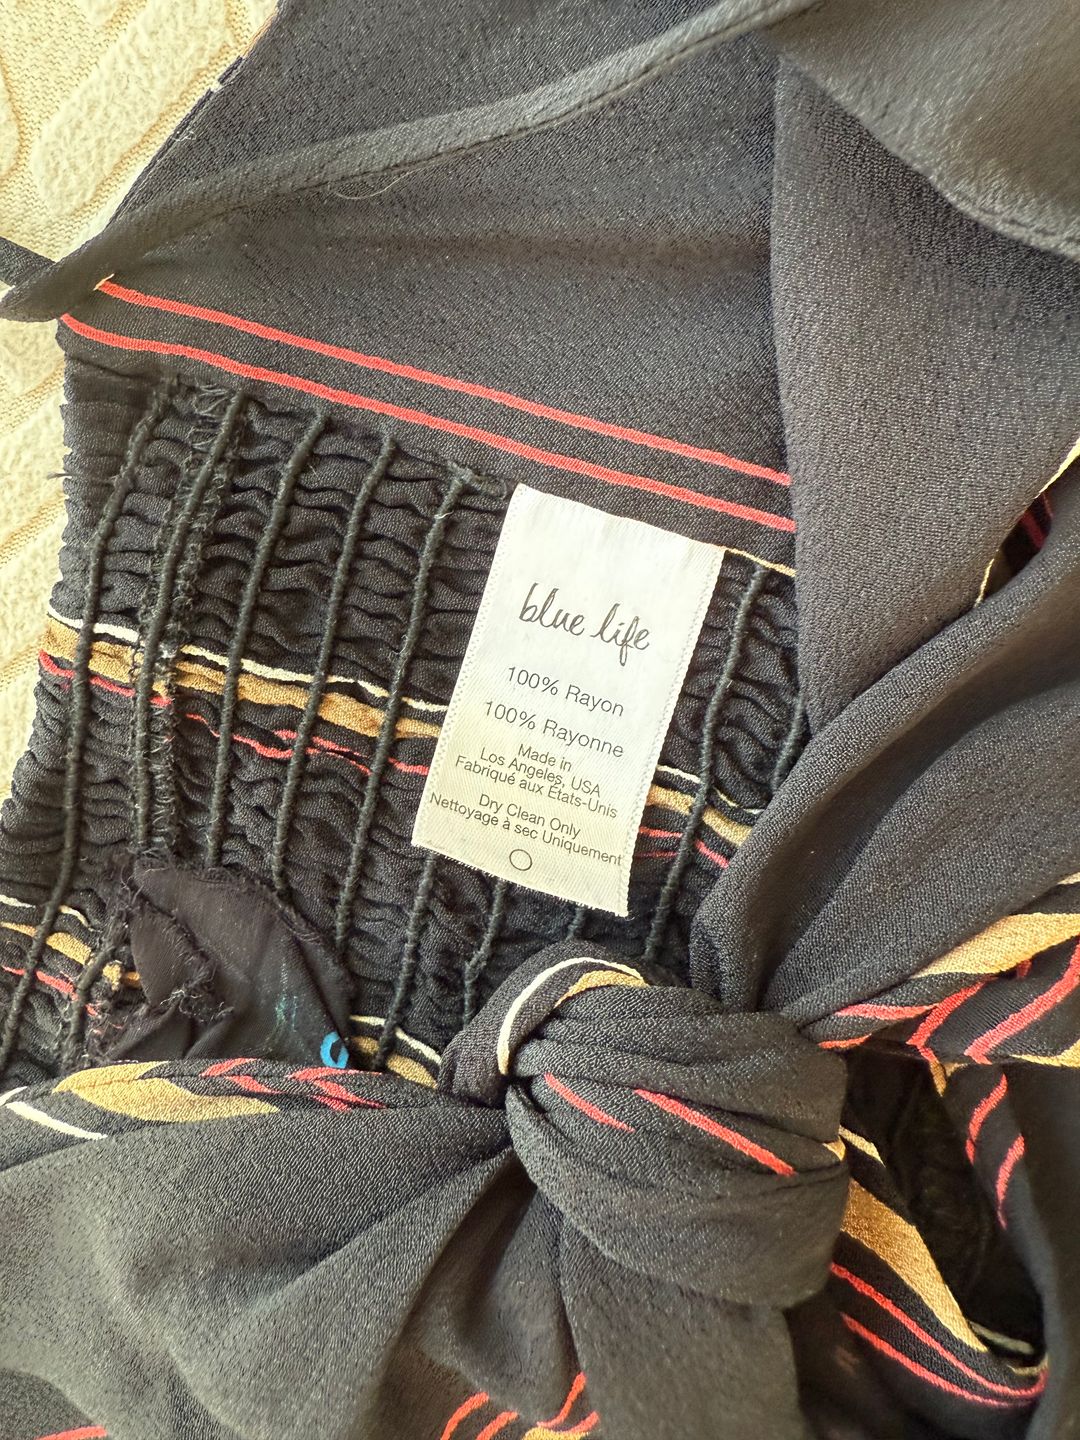 blue life
100% Rayon
100% Rayonne
Made in
Los Angeles, USA
Fabriqué aux États-Unis
Dry Clean Only
Nettoyage à sec Uniquement